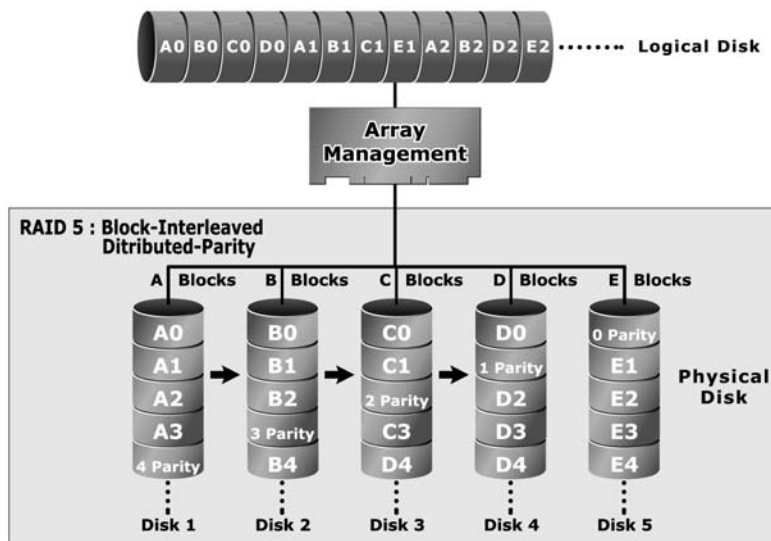 A0 B0 C0 D0 A1 B1 C1 E1 A2 B2 D2 E2 Logical Disk
Array
Management
RAID 5 : Block-Interleaved
Ditributed-Parity
A Blocks B Blocks C Blocks D Blocks E Blocks
A0 B0 C0 D0 0 Parity
A1 B1 C1 1 Parity E1
A2 B2 2 Parity D2 E2
A3 3 Parity C3 D3 E3
4 Parity B4 D4 D4 E4
Physical
Disk
Disk 1 Disk 2 Disk 3 Disk 4 Disk 5